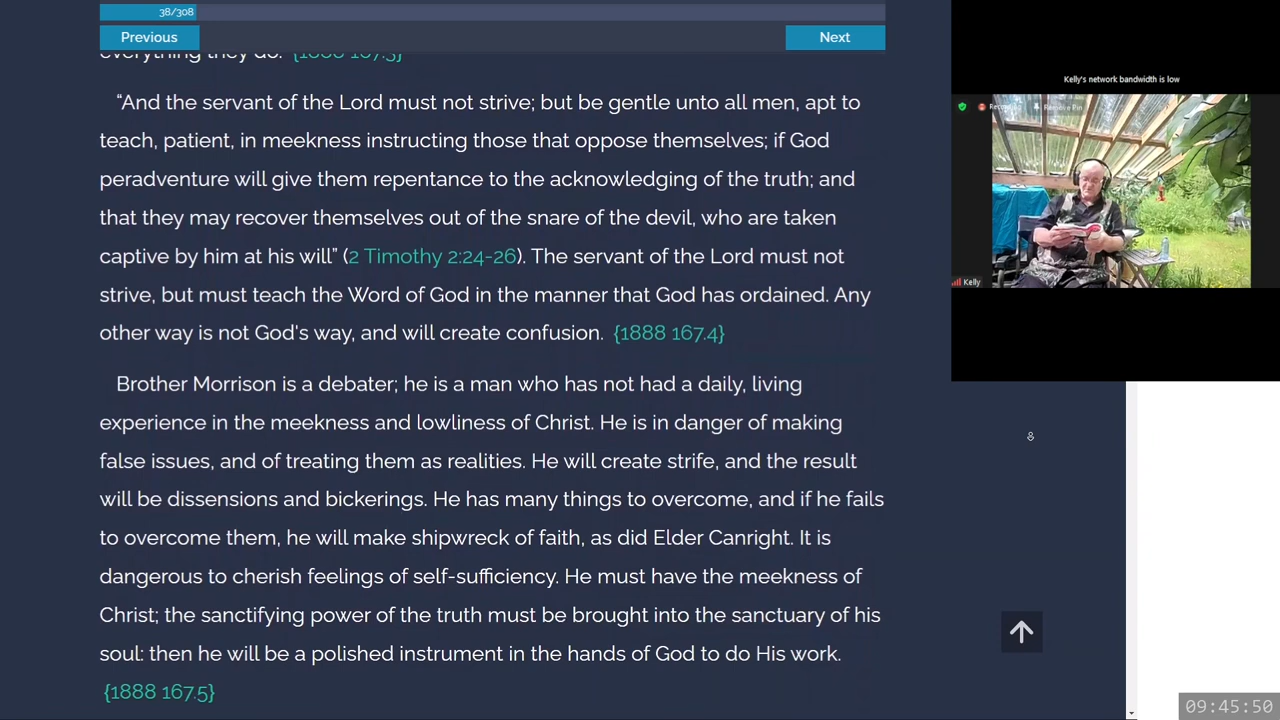 38/308
Previous
Next
everything they do. {1888 167.3}
“And the servant of the Lord must not strive; but be gentle unto all men, apt to
teach, patient, in meekness instructing those that oppose themselves; if God
peradventure will give them repentance to the acknowledging of the truth; and
that they may recover themselves out of the snare of the devil, who are taken
captive by him at his will” (2 Timothy 2:24-26). The servant of the Lord must not
strive, but must teach the Word of God in the manner that God has ordained. Any
other way is not God's way, and will create confusion. {1888 167.4}
Brother Morrison is a debater; he is a man who has not had a daily, living
experience in the meekness and lowliness of Christ. He is in danger of making
false issues, and of treating them as realities. He will create strife, and the result
will be dissensions and bickerings. He has many things to overcome, and if he fails
to overcome them, he will make shipwreck of faith, as did Elder Canright. It is
dangerous to cherish feelings of self-sufficiency. He must have the meekness of
Christ; the sanctifying power of the truth must be brought into the sanctuary of his
soul: then he will be a polished instrument in the hands of God to do His work.
{1888 167.5}
Kelly's network bandwidth is low
Remove Pin
Kelly
09:45:50